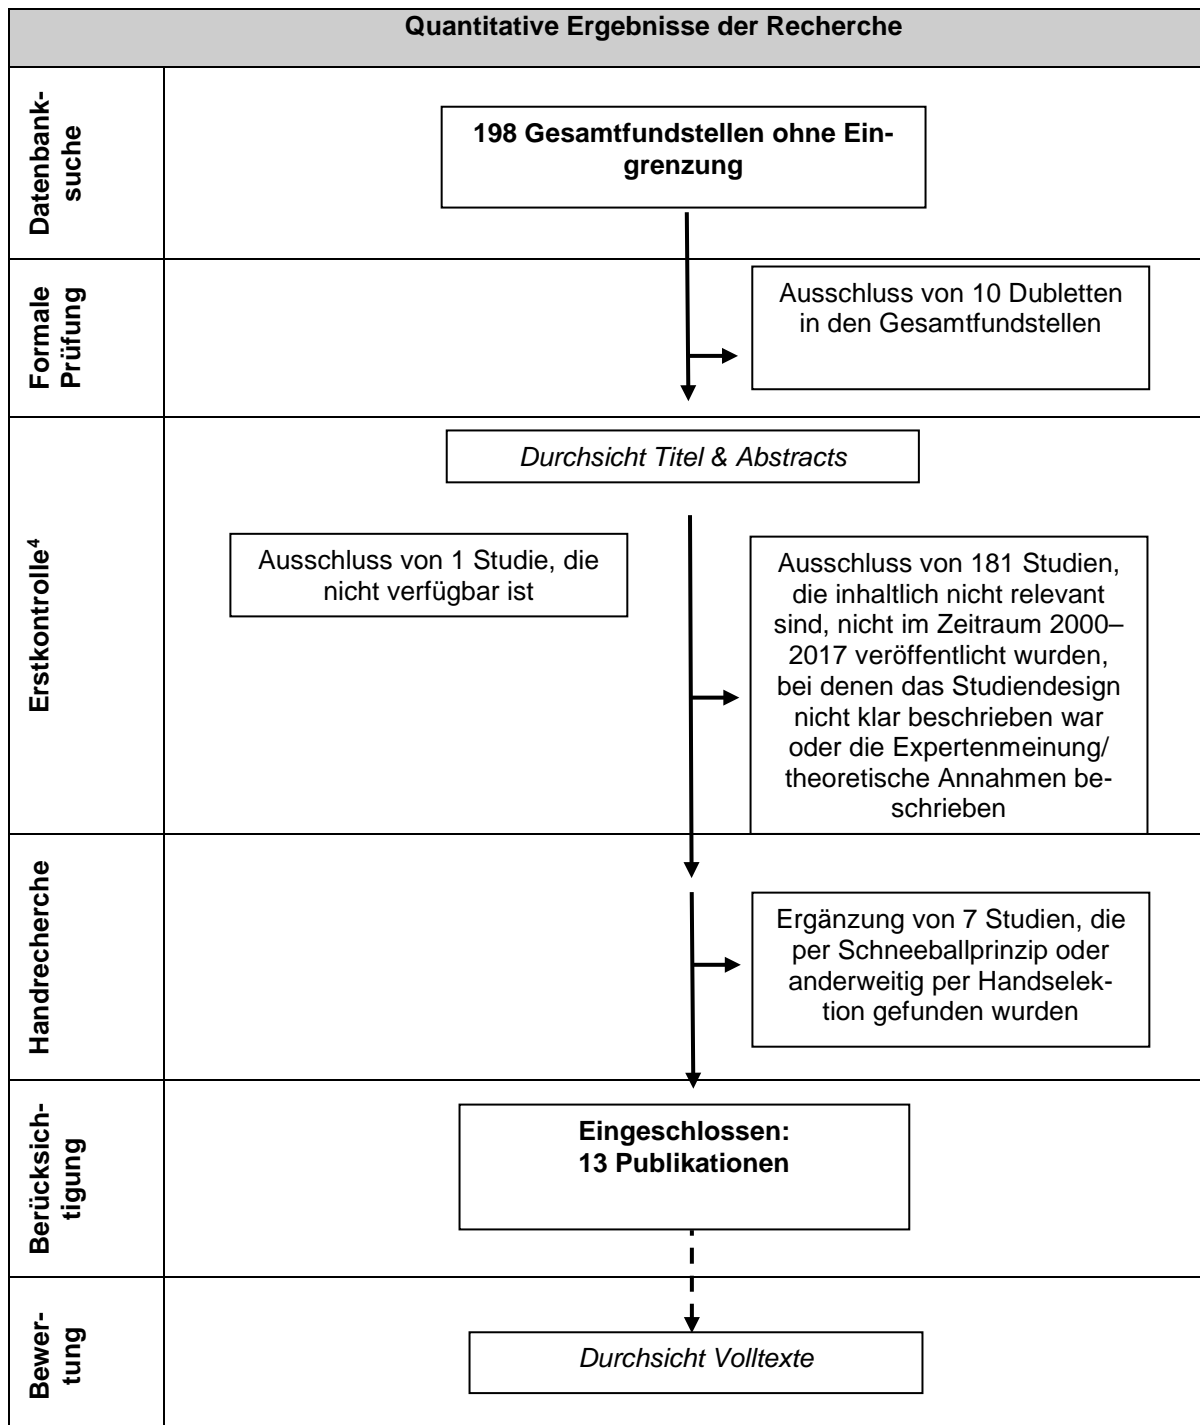 Quantitative Ergebnisse der Recherche
Datenbank-
suche
198 Gesamtfundstellen ohne Ein-
grenzung
Formale
Prüfung
Ausschluss von 10 Dubletten
in den Gesamtfundstellen
Erstkontrolle⁴
Durchsicht Titel & Abstracts
Ausschluss von 1 Studie, die
nicht verfügbar ist
Ausschluss von 181 Studien,
die inhaltlich nicht relevant
sind, nicht im Zeitraum 2000–
2017 veröffentlicht wurden,
bei denen das Studiendesign
nicht klar beschrieben war
oder die Expertenmeinung/
theoretische Annahmen be-
schrieben
Handrecherche
Ergänzung von 7 Studien, die
per Schneeballprinzip oder
anderweitig per Handselek-
tion gefunden wurden
Berücksich-
tigung
Eingeschlossen:
13 Publikationen
Bewer-
tung
Durchsicht Volltexte